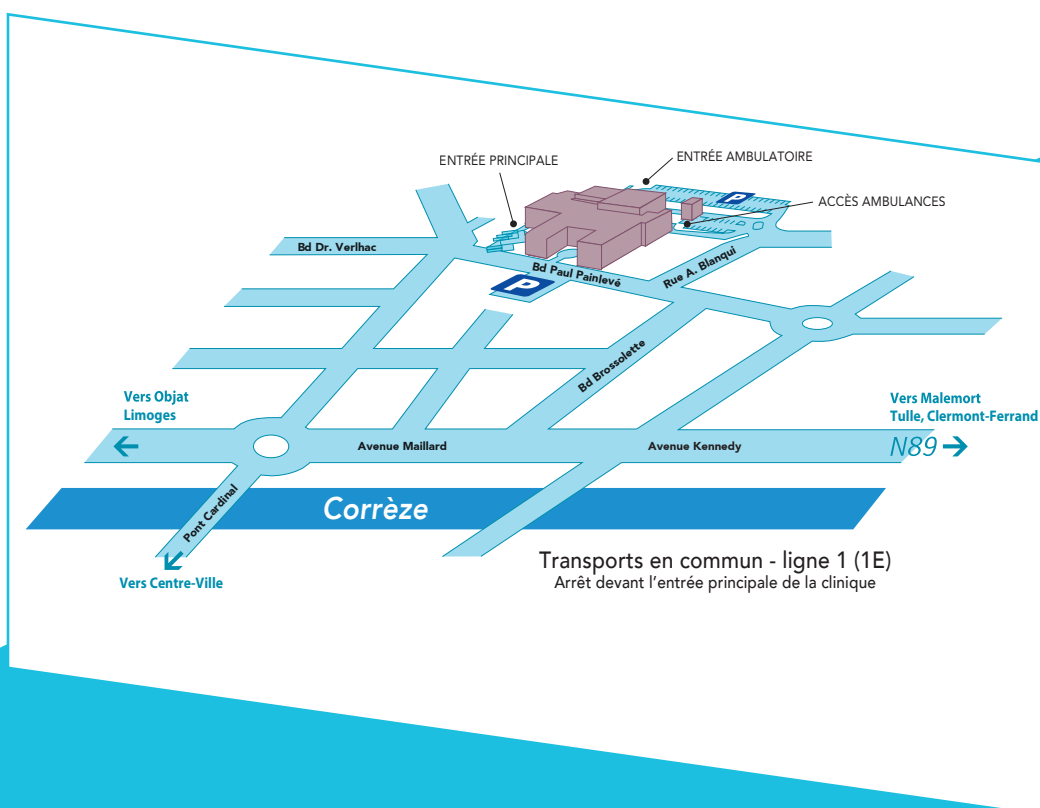 ENTRÉE PRINCIPALE
ENTRÉE AMBULATOIRE
P
ACCÈS AMBULANCES
Bd Dr. Verlhac
Bd Paul Painlevé
Rue A. Blanqui
P
Bd Brossolette
Vers Objat
Limoges
Vers Malemort
Tulle, Clermont-Ferrand
Avenue Maillard
Avenue Kennedy
N89
Corrèze
Pont Cardinal
Vers Centre-Ville
Transports en commun - ligne 1 (1E)
Arrêt devant l'entrée principale de la clinique